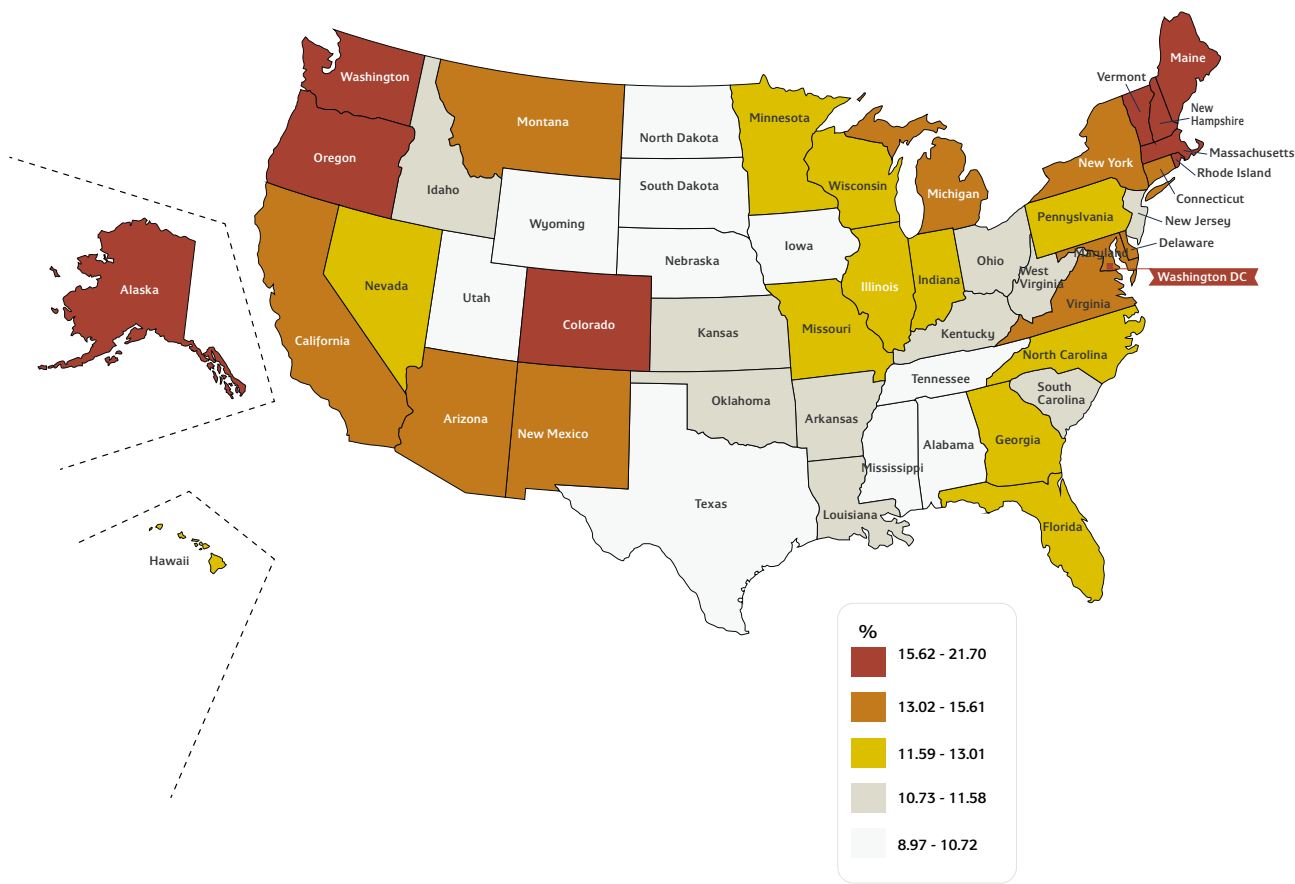 Maine
Vermont
Washington
New
Hampshire
Minnesota
Montana
North Dakota
Massachusetts
Oregon
New York
Rhode Island
South Dakota
Wisconsin
Idaho
Michigan
Connecticut
Pennyslvania
New Jersey
Wyoming
Iowa
Delaware
Maryland
Nebraska
Ohio
West
Virginia
Washington DC
Indiana
Illinois
Nevada
Alaska
Utah
Virginia
Colorado
Missouri
Kansas
Kentucky
California
North Carolina
Tennessee
South
Carolina
Oklahoma
Arkansas
Arizona
New Mexico
Georgia
Alabama
Mississippi
Texas
Louisiana
Florida
Hawaii
%
15.62 - 21.70
13.02 - 15.61
11.59 - 13.01
10.73 - 11.58
8.97 - 10.72